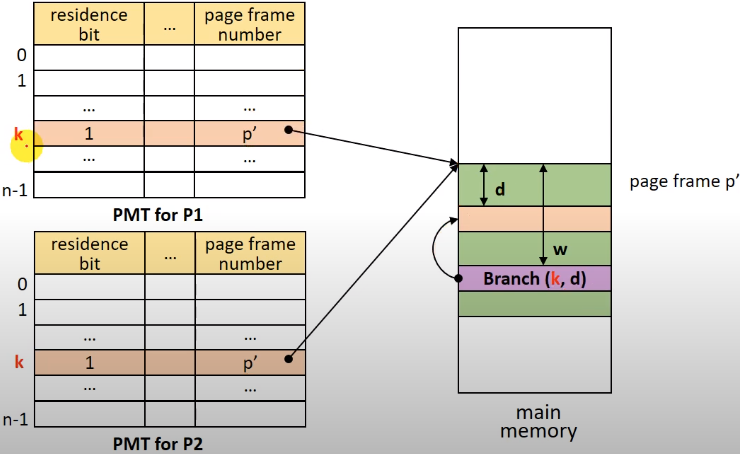 residence bit ... page frame number
0
1
... ...
k 1 p’
... ...
n-1
PMT for P1
residence bit ... page frame number
0
1
... ...
k 1 p’
... ...
n-1
PMT for P2
page frame p’
d
w
Branch (k, d)
main
memory